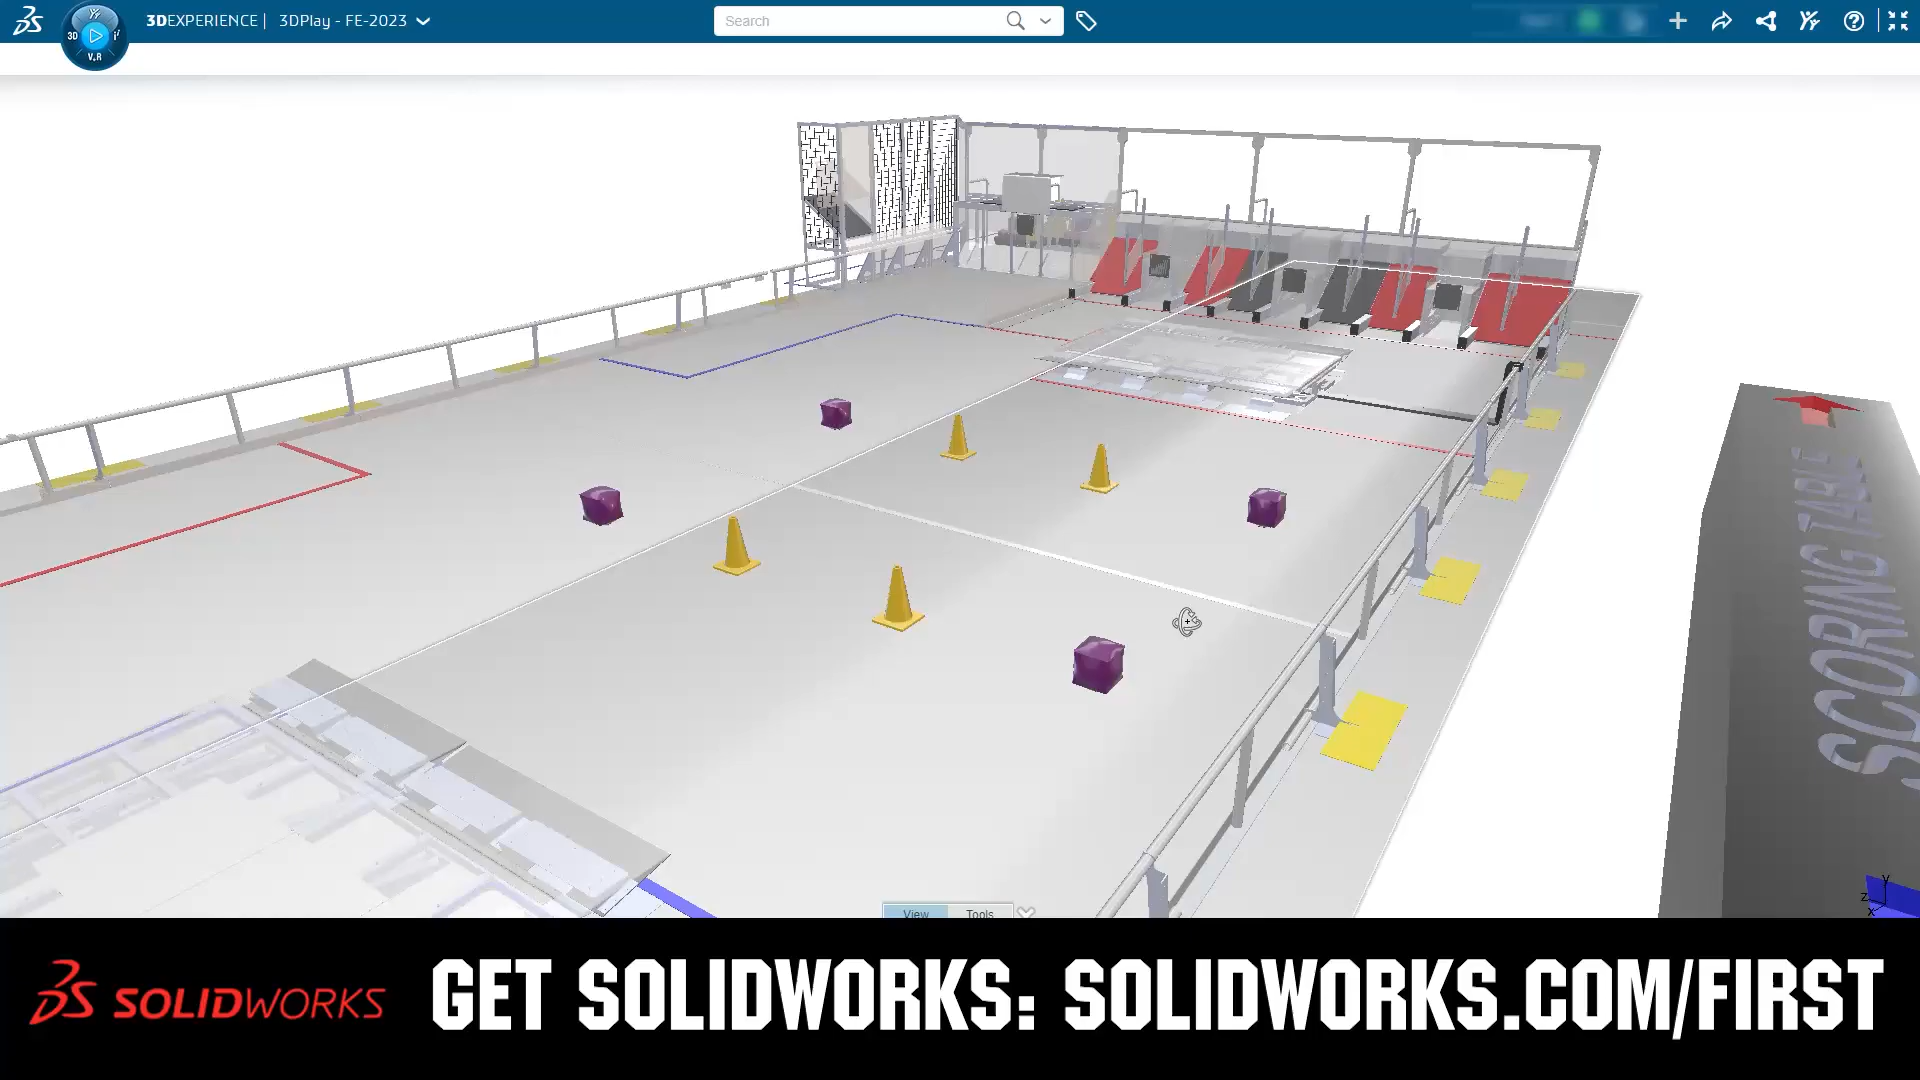 3DEXPERIENCE | 3DPlay - FE-2023
Search
3D
V.R
SCORING TABLE
View Tools
Y
Z
X
SOLIDWORKS
GET SOLIDWORKS: SOLIDWORKS.COM/FIRST